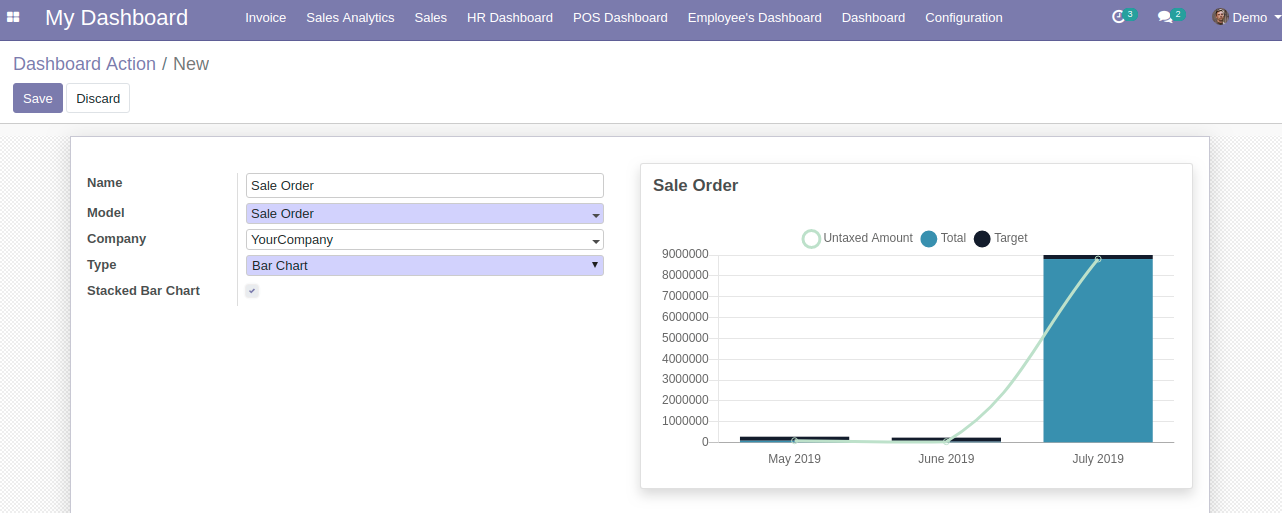 My Dashboard Invoice Sales Analytics Sales HR Dashboard POS Dashboard Employee's Dashboard Dashboard Configuration 3 2 Demo
Dashboard Action / New
Save Discard
Name Sale Order
Model Sale Order
Company YourCompany
Type Bar Chart
Stacked Bar Chart
Sale Order
Untaxed Amount Total Target
9000000
8000000
7000000
6000000
5000000
4000000
3000000
2000000
1000000
0
May 2019 June 2019 July 2019